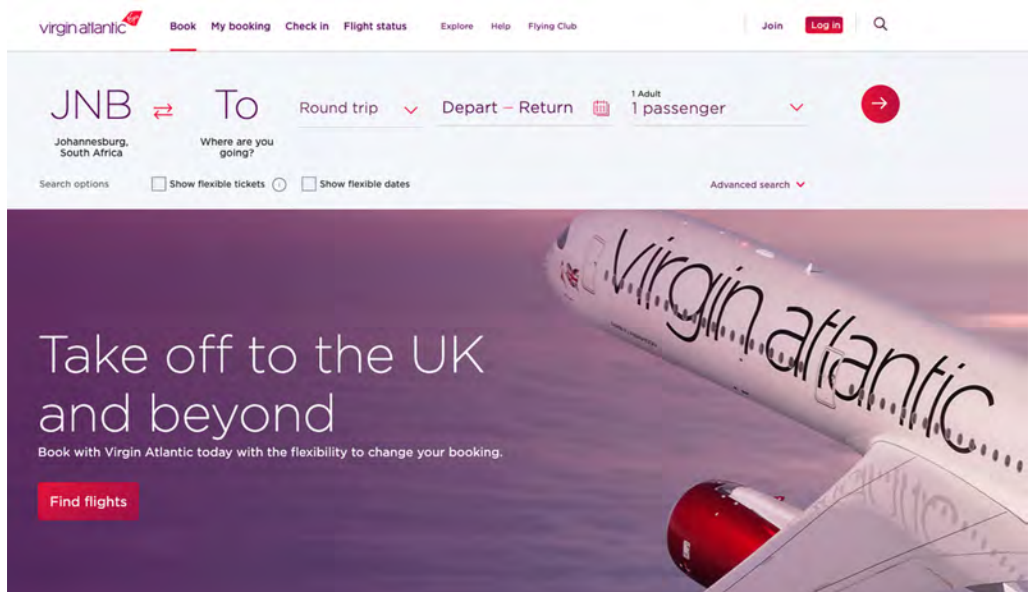 virgin atlantic
Book My booking Check in Flight status Explore Help Flying Club Join Log in
JNB To Round trip Depart – Return 1 Adult
1 passenger
Johannesburg,
South Africa
Where are you
going?
Search options Show flexible tickets Show flexible dates Advanced search
virgin atlantic
Take off to the UK
and beyond
Book with Virgin Atlantic today with the flexibility to change your booking.
Find flights